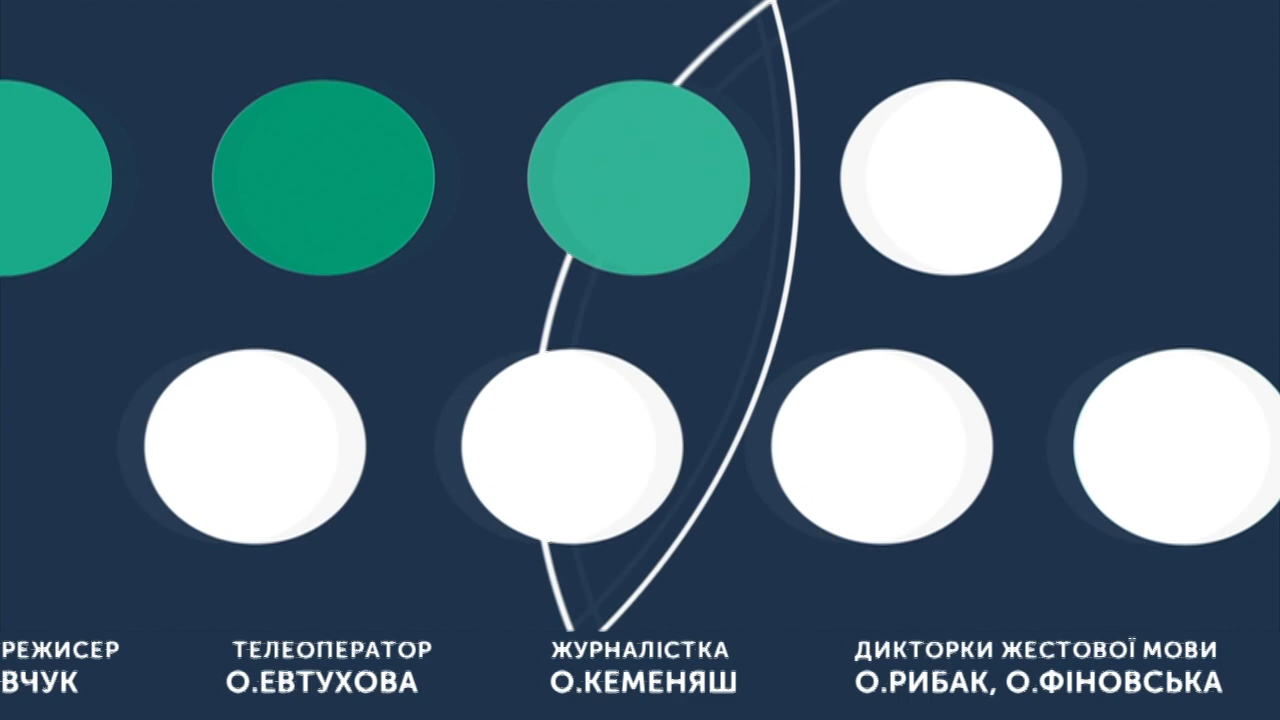 РЕЖИСЕР
ВЧУК
ТЕЛЕОПЕРАТОР
О.ЕВТУХОВА
ЖУРНАЛІСТКА
О.КЕМЕНЯШ
ДИКТОРКИ ЖЕСТОВОЇ МОВИ
О.РИБАК, О.ФІНОВСЬКА